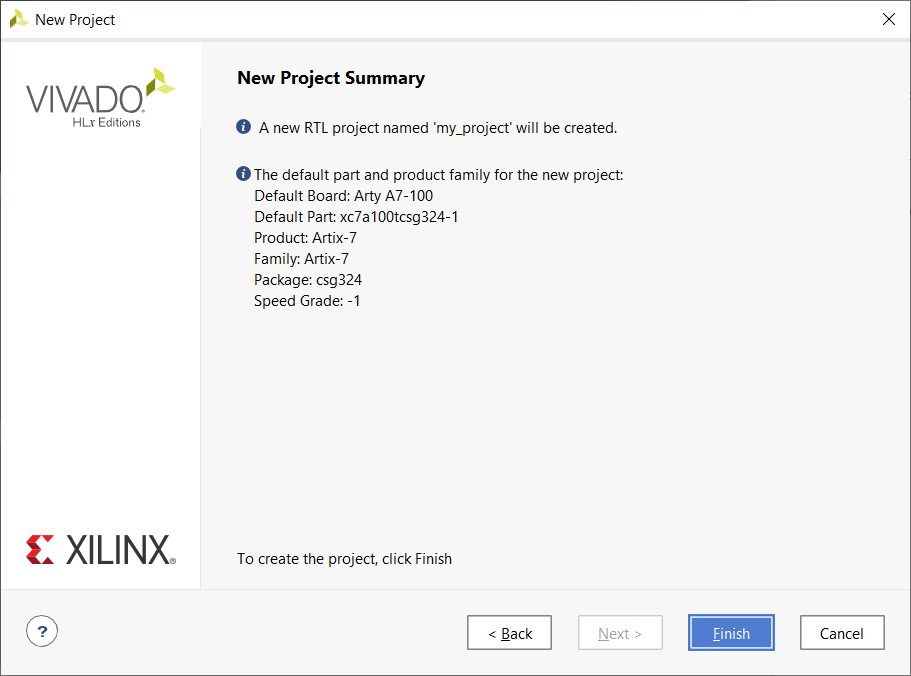 New Project
VIVADO.
HLx Editions
New Project Summary
A new RTL project named 'my_project' will be created.
The default part and product family for the new project:
Default Board: Arty A7-100
Default Part: xc7a100tcsg324-1
Product: Artix-7
Family: Artix-7
Package: csg324
Speed Grade: -1
XILINX®
To create the project, click Finish
?
< Back
Next >
Finish
Cancel